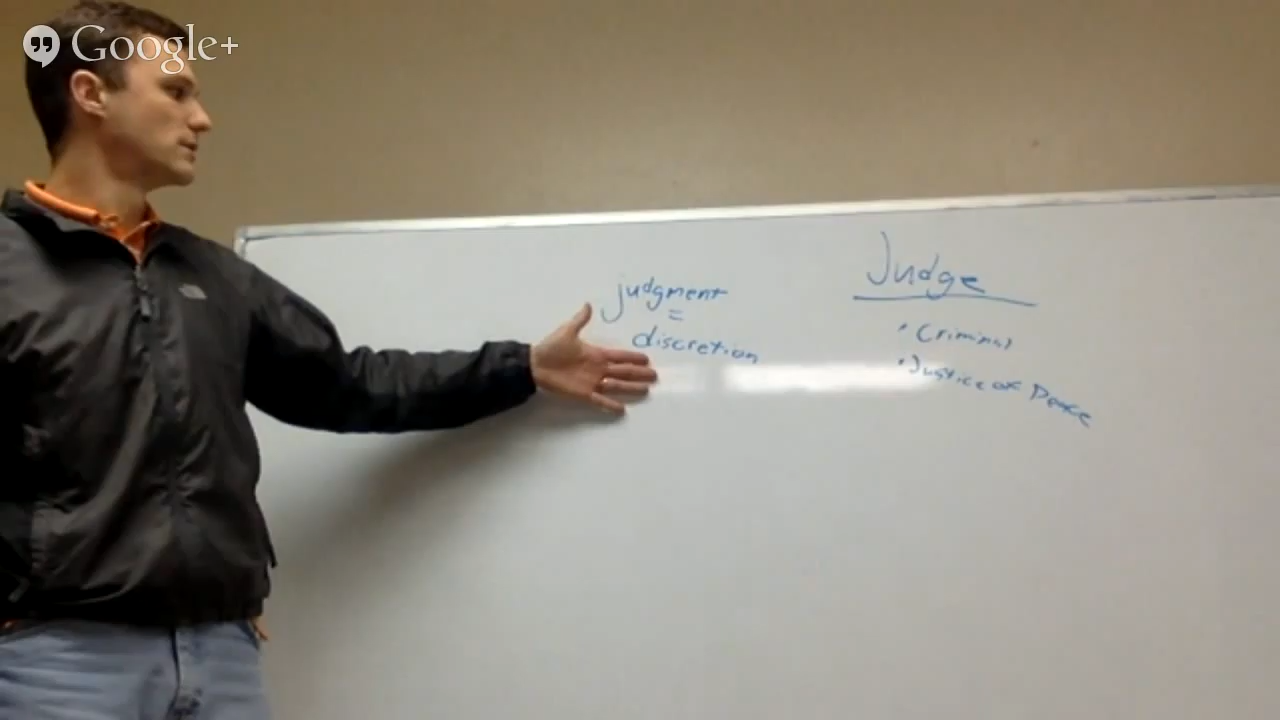 Google+
judgment
=
discretion
Judge
• Criminal
• Justice of Peace